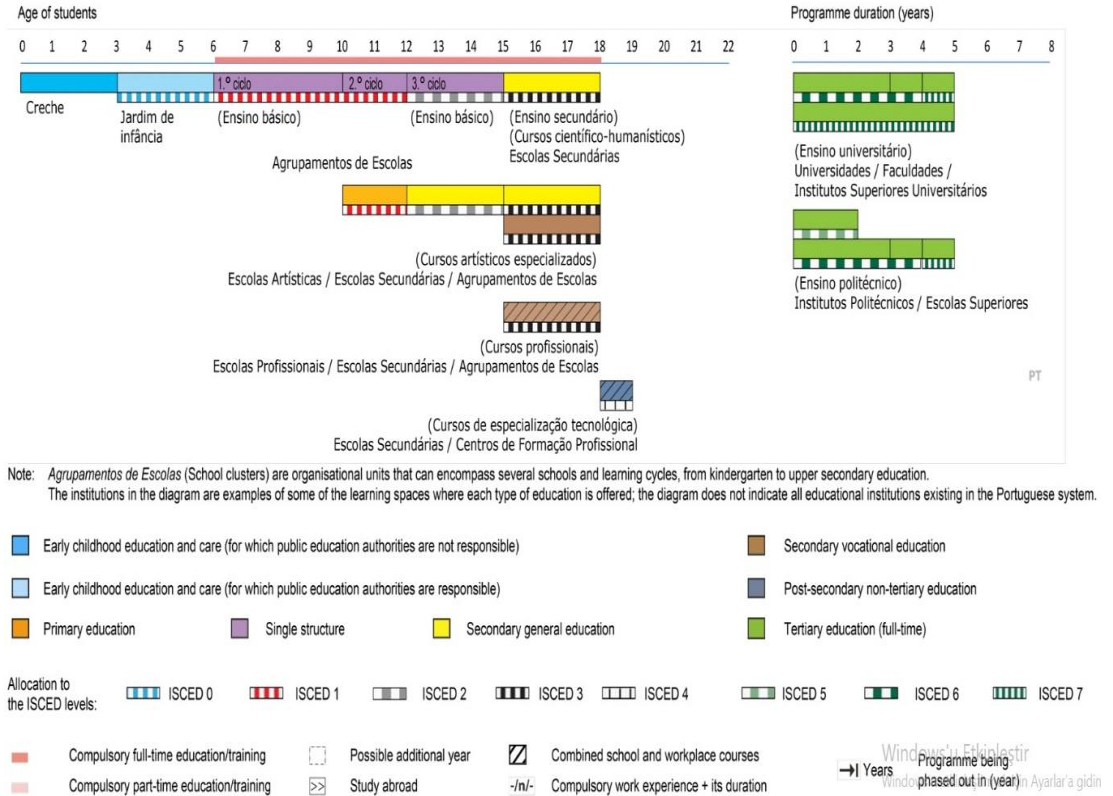 Age of students
Programme duration (years)
0 1 2 3 4 5 6 7 8 9 10 11 12 13 14 15 16 17 18 19 20 21 22
0 1 2 3 4 5 6 7 8
1.º ciclo 2.º ciclo 3.º ciclo
Creche
Jardim de
infância
(Ensino básico)
(Ensino básico)
(Ensino secundário)
(Cursos científico-humanísticos)
Escolas Secundárias
Agrupamentos de Escolas
(Cursos artísticos especializados)
Escolas Artísticas / Escolas Secundárias / Agrupamentos de Escolas
(Cursos profissionais)
Escolas Profissionais / Escolas Secundárias / Agrupamentos de Escolas
(Cursos de especialização tecnológica)
Escolas Secundárias / Centros de Formação Profissional
(Ensino universitário)
Universidades / Faculdades /
Institutos Superiores Universitários
(Ensino politécnico)
Institutos Politécnicos / Escolas Superiores
PT
Note: Agrupamentos de Escolas (School clusters) are organisational units that can encompass several schools and learning cycles, from kindergarten to upper secondary education.
The institutions in the diagram are examples of some of the learning spaces where each type of education is offered; the diagram does not indicate all educational institutions existing in the Portuguese system.
Early childhood education and care (for which public education authorities are not responsible)
Secondary vocational education
Early childhood education and care (for which public education authorities are responsible)
Post-secondary non-tertiary education
Primary education
Single structure
Secondary general education
Tertiary education (full-time)
Allocation to
the ISCED levels:
ISCED 0
ISCED 1
ISCED 2
ISCED 3
ISCED 4
ISCED 5
ISCED 6
ISCED 7
Compulsory full-time education/training
Possible additional year
Combined school and workplace courses
Compulsory part-time education/training
>> Study abroad
-/n/- Compulsory work experience + its duration
Years
Programme being
phased out in (year)
Windows'u Etkinleştir
Ayarlar'a gidin